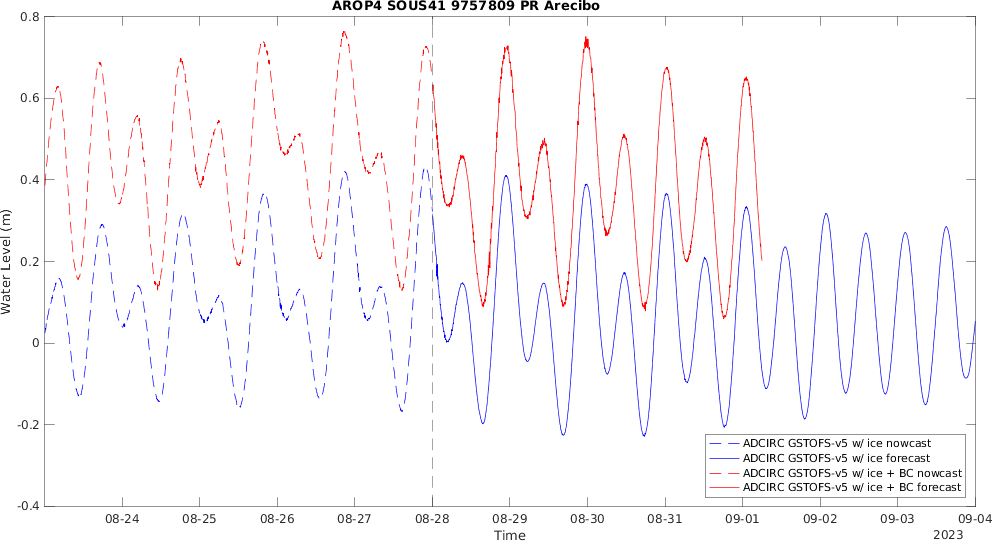 AROP4 SOUS41 9757809 PR Arecibo
Water Level (m)
0.8
0.6
0.4
0.2
0
-0.2
-0.4
08-24 08-25 08-26 08-27 08-28 08-29 08-30 08-31 09-01 09-02 09-03 09-04
Time
2023
ADCIRC GSTOFS-v5 w/ ice nowcast
ADCIRC GSTOFS-v5 w/ ice forecast
ADCIRC GSTOFS-v5 w/ ice + BC nowcast
ADCIRC GSTOFS-v5 w/ ice + BC forecast